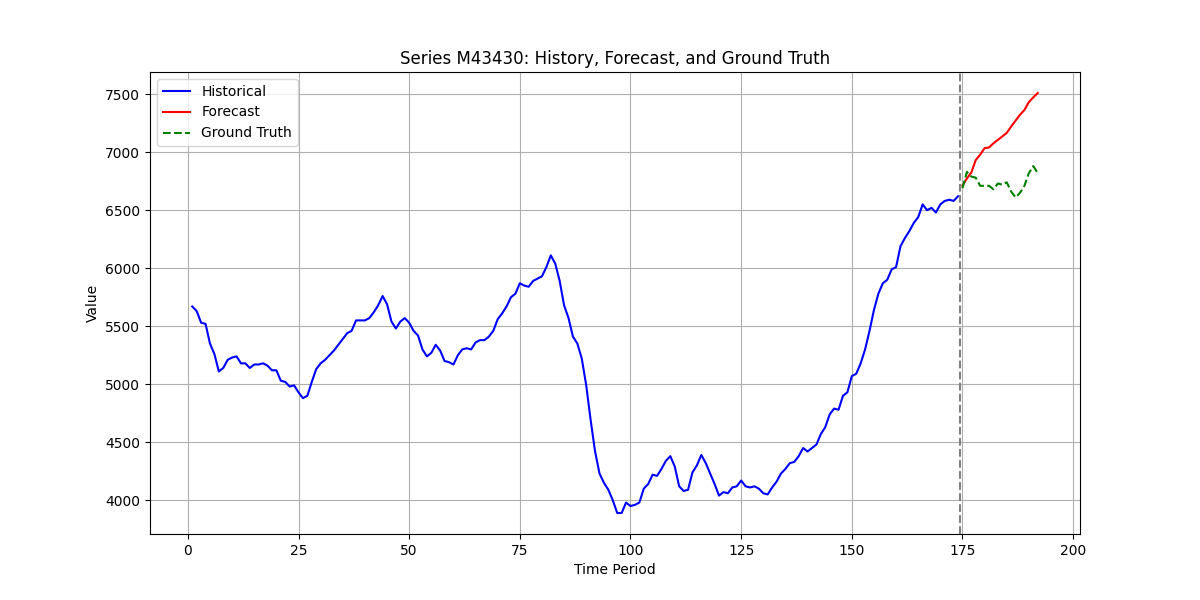 Series M43430: History, Forecast, and Ground Truth
Historical
Forecast
Ground Truth
7500
7000
6500
6000
5500
5000
4500
4000
Value
0 25 50 75 100 125 150 175 200
Time Period